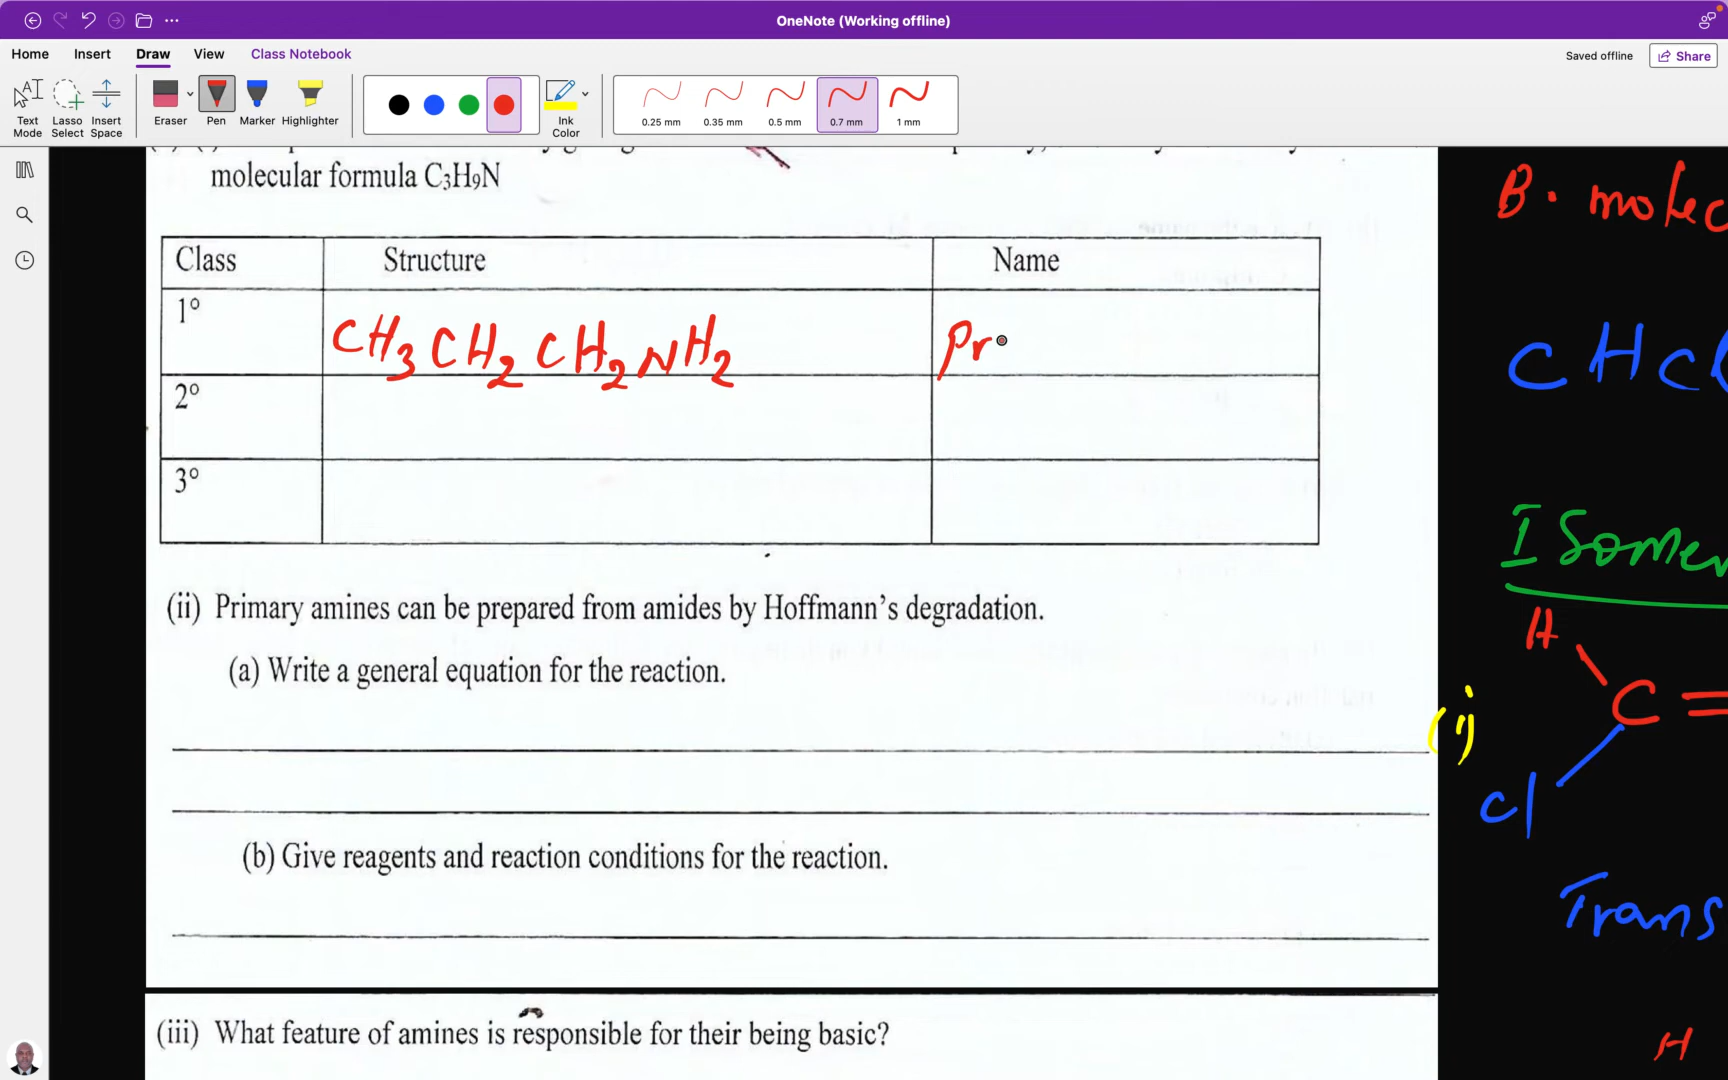 OneNote (Working offline)
Home Insert Draw View Class Notebook
Saved offline Share
Text Mode Lasso Select Insert Space Eraser Pen Marker Highlighter Ink Color 0.25 mm 0.35 mm 0.5 mm 0.7 mm 1 mm
molecular formula C₃H₉N
B. molec
Class Structure Name
1° CH₃CH₂CH₂NH₂ Pr
CHCl
2°
3°
ISomer
(ii) Primary amines can be prepared from amides by Hoffmann’s degradation.
H
(a) Write a general equation for the reaction.
(i) C=
Cl
(b) Give reagents and reaction conditions for the reaction.
Trans
(iii) What feature of amines is responsible for their being basic?
H